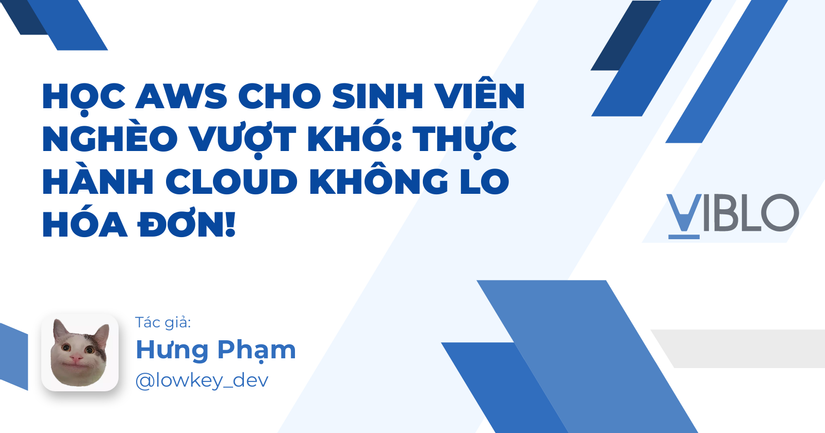 HỌC AWS CHO SINH VIÊN
NGHÈO VƯỢT KHÓ: THỰC
HÀNH CLOUD KHÔNG LO
HÓA ĐƠN!
VIBLO
Tác giả:
Hưng Phạm
@lowkey_dev